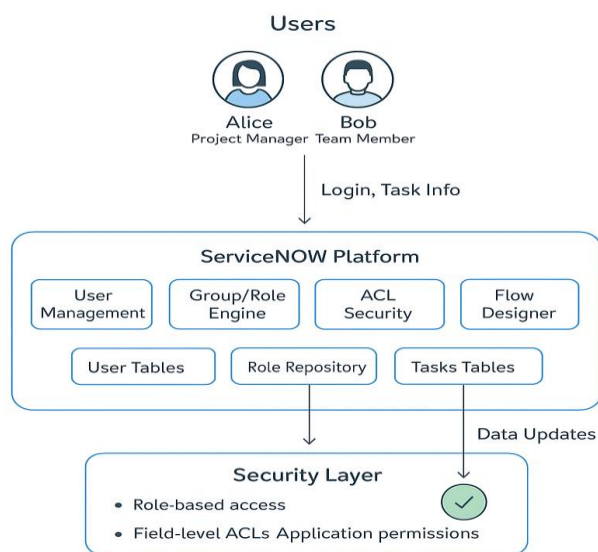 Users
Alice
Project Manager
Bob
Team Member
Login, Task Info
ServiceNOW Platform
User
Management
Group/Role
Engine
ACL
Security
Flow
Designer
User Tables
Role Repository
Tasks Tables
Data Updates
Security Layer
• Role-based access
• Field-level ACLs Application permissions